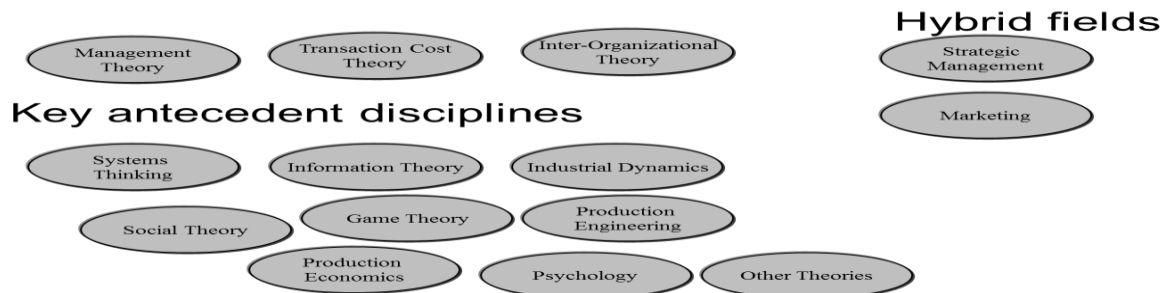 Hybrid fields
Management
Theory
Transaction Cost
Theory
Inter-Organizational
Theory
Strategic
Management
Key antecedent disciplines
Marketing
Systems
Thinking
Information Theory
Industrial Dynamics
Social Theory
Game Theory
Production
Engineering
Production
Economics
Psychology
Other Theories